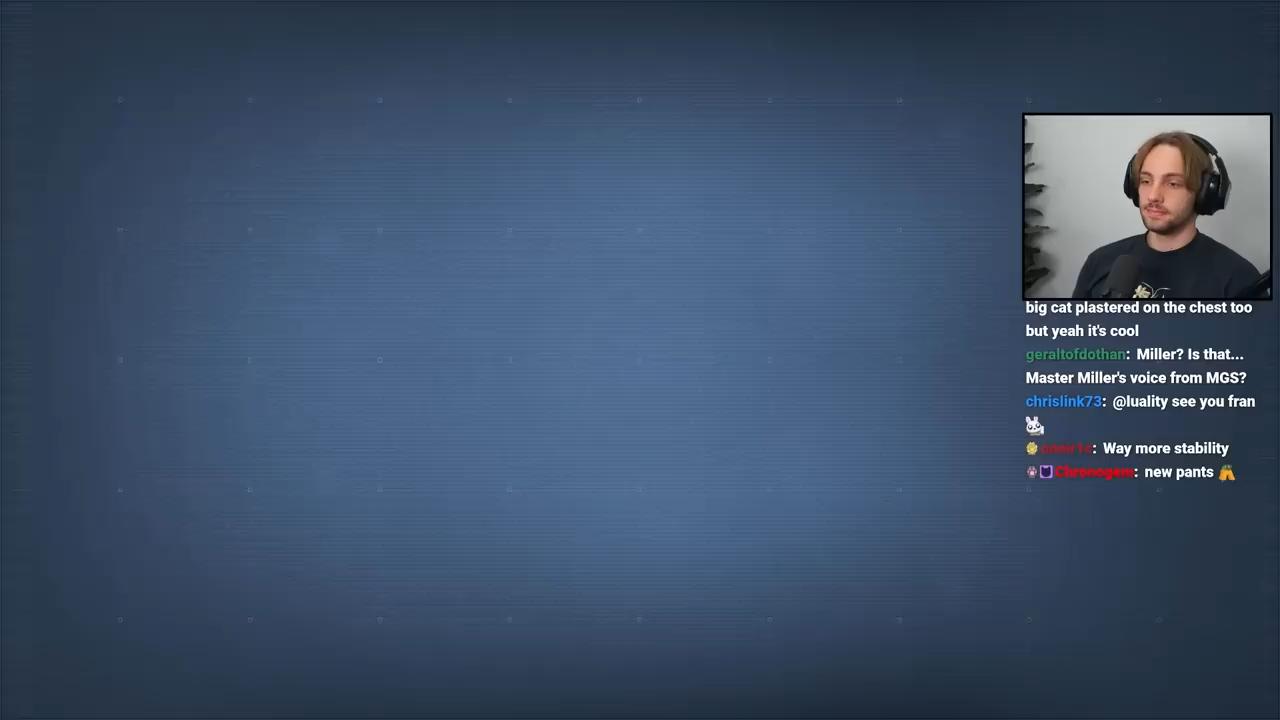 big cat plastered on the chest too
but yeah it's cool
geraltofdothan: Miller? Is that...
Master Miller's voice from MGS?
chrislink73: @luality see you fran
: Way more stability
Chronogem: new pants